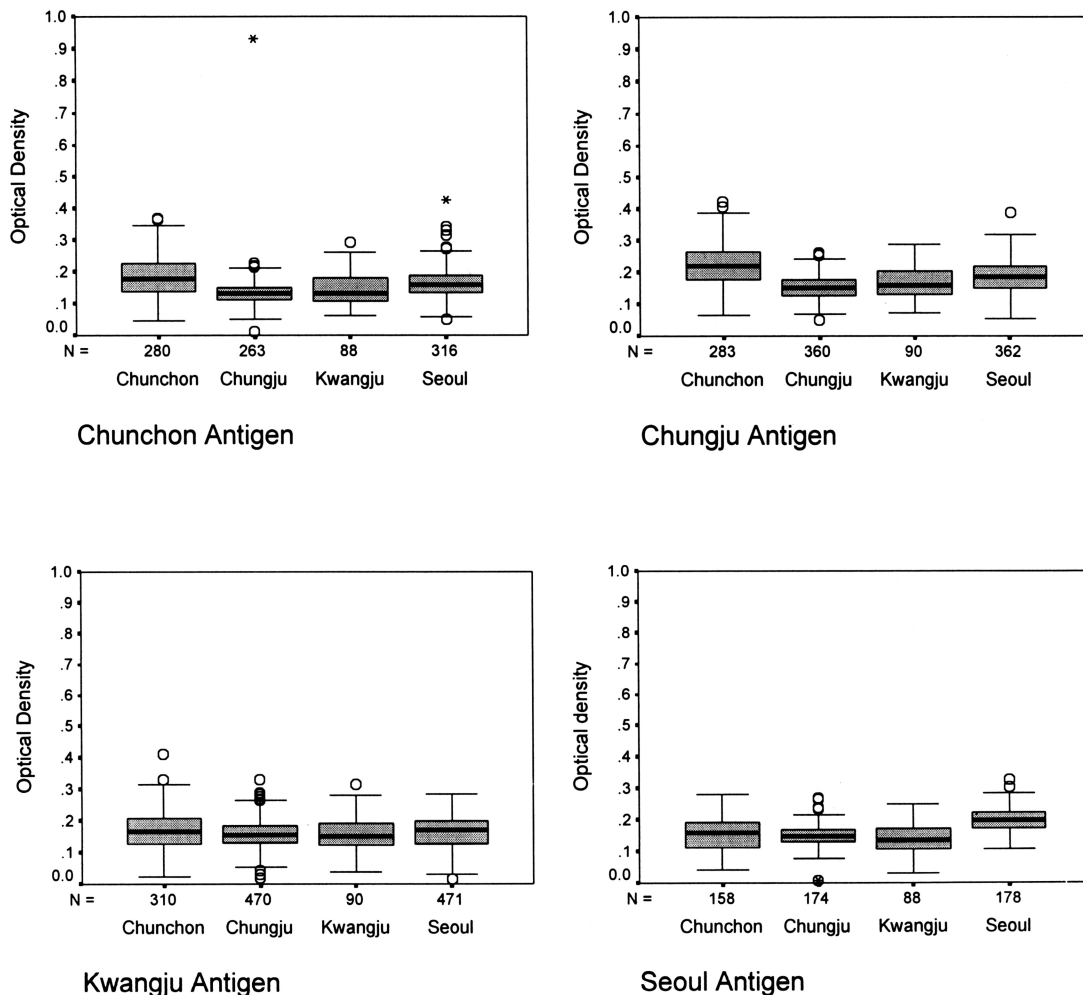 1.0
.9
.8
.7
.6
.5
.4
.3
.2
.1
0.0
Optical Density
N = 280 263 88 316
Chunchon Chungju Kwangju Seoul
Chunchon Antigen
1.0
.9
.8
.7
.6
.5
.4
.3
.2
.1
0.0
Optical Density
N = 283 360 90 362
Chunchon Chungju Kwangju Seoul
Chungju Antigen
1.0
.9
.8
.7
.6
.5
.4
.3
.2
.1
0.0
Optical Density
N = 310 470 90 471
Chunchon Chungju Kwangju Seoul
Kwangju Antigen
1.0
.9
.8
.7
.6
.5
.4
.3
.2
.1
0.0
Optical density
N = 158 174 88 178
Chunchon Chungju Kwangju Seoul
Seoul Antigen